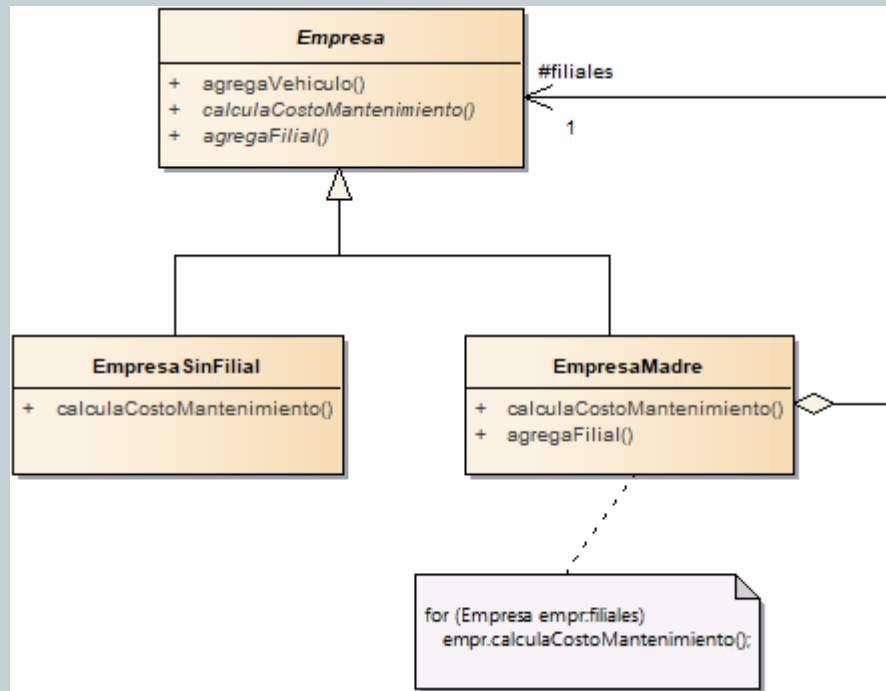 Empresa
+ agregaVehiculo()
+ calculaCostoMantenimiento()
+ agregaFilial()
#filiales
1
EmpresaSinFilial
+ calculaCostoMantenimiento()
EmpresaMadre
+ calculaCostoMantenimiento()
+ agregaFilial()
for (Empresa empr:filiales)
empr.calculaCostoMantenimiento();